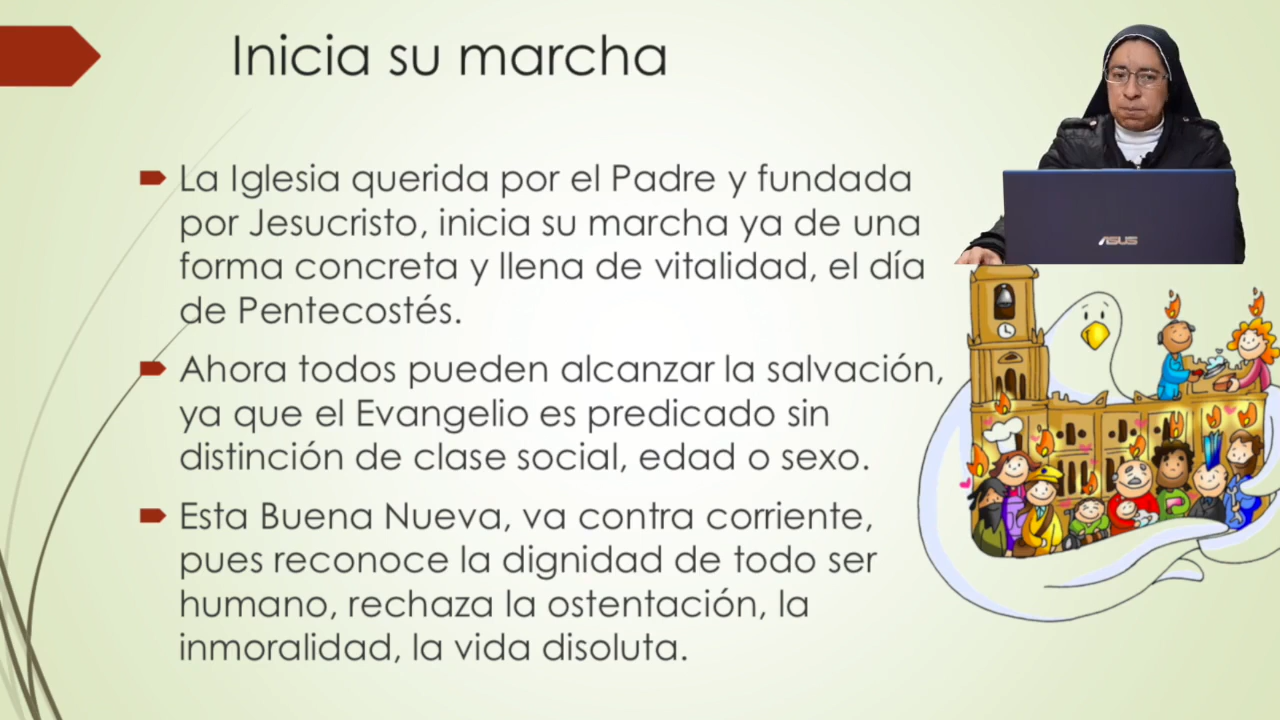 Inicia su marcha
La Iglesia querida por el Padre y fundada
por Jesucristo, inicia su marcha ya de una
forma concreta y llena de vitalidad, el día
de Pentecostés.
Ahora todos pueden alcanzar la salvación,
ya que el Evangelio es predicado sin
distinción de clase social, edad o sexo.
Esta Buena Nueva, va contra corriente,
pues reconoce la dignidad de todo ser
humano, rechaza la ostentación, la
inmoralidad, la vida disoluta.
ASUS